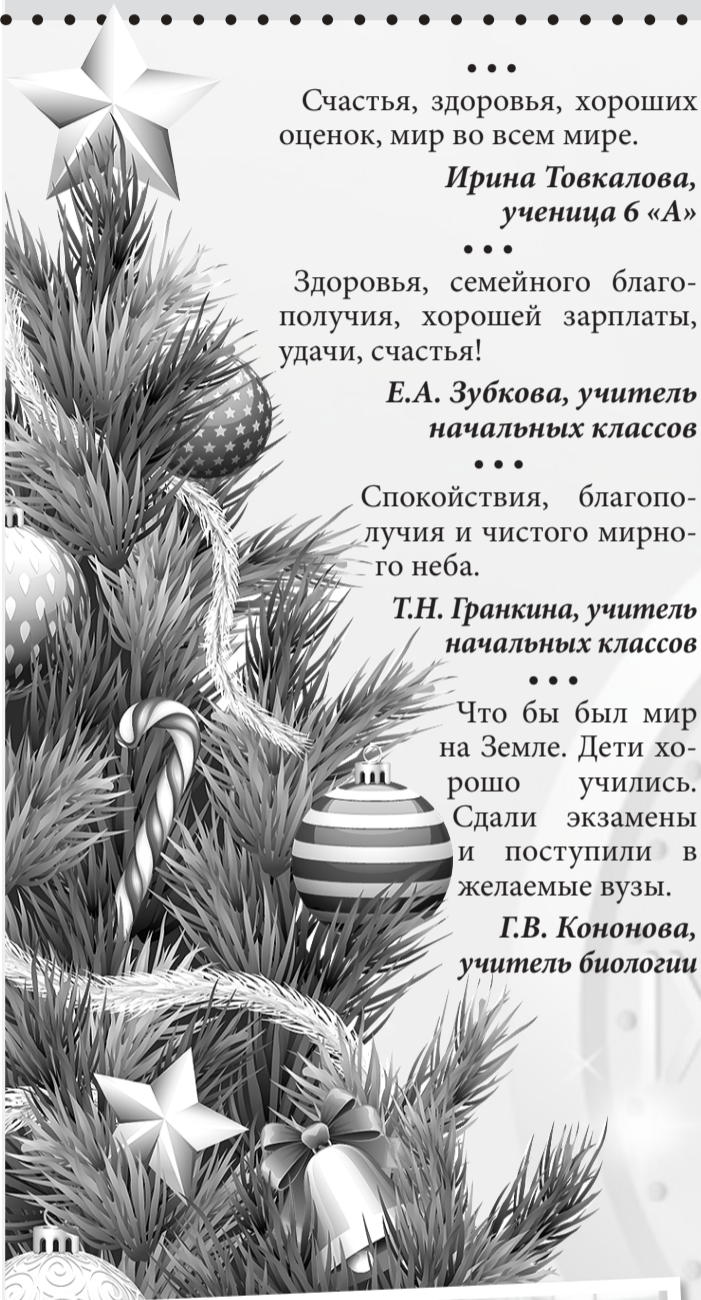 • • •
Счастья, здоровья, хороших
оценок, мир во всем мире.
Ирина Товкалова,
ученица 6 «А»
• • •
Здоровья, семейного благо-
получия, хорошей зарплаты,
удачи, счастья!
Е.А. Зубкова, учитель
начальных классов
• • •
Спокойствия, благопо-
лучия и чистого мирно-
го неба.
Т.Н. Гранкина, учитель
начальных классов
• • •
Что бы был мир
на Земле. Дети хо-
рошо учились.
Сдали экзамены
и поступили в
желаемые вузы.
Г.В. Кононова,
учитель биологии